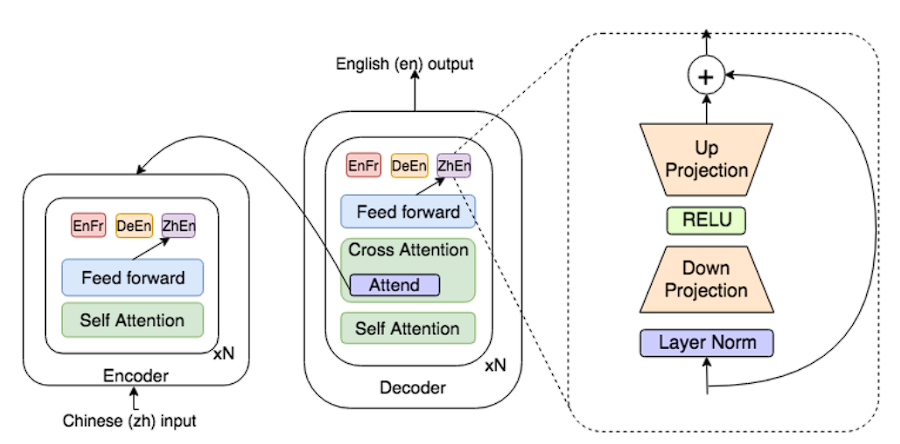 English (en) output
EnFr DeEn ZhEn
Feed forward
Cross Attention
Attend
Self Attention
xN
Decoder
EnFr DeEn ZhEn
Feed forward
Self Attention
xN
Encoder
Chinese (zh) input
+
Up
Projection
RELU
Down
Projection
Layer Norm